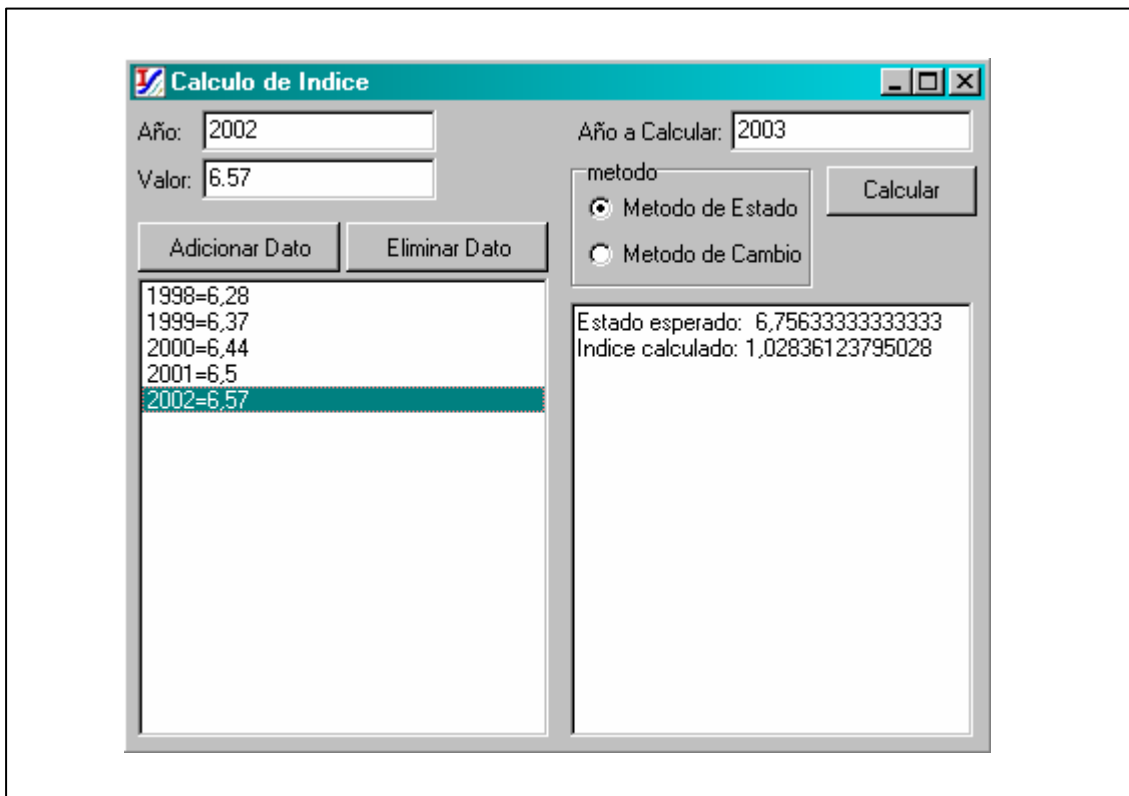 Calculo de Indice
Año: 2002
Valor: 6.57
Adicionar Dato Eliminar Dato
1998=6,28
1999=6,37
2000=6,44
2001=6,5
2002=6,57
Año a Calcular: 2003
metodo
Metodo de Estado
Metodo de Cambio
Calcular
Estado esperado: 6,75633333333333
Indice calculado: 1,02836123795028